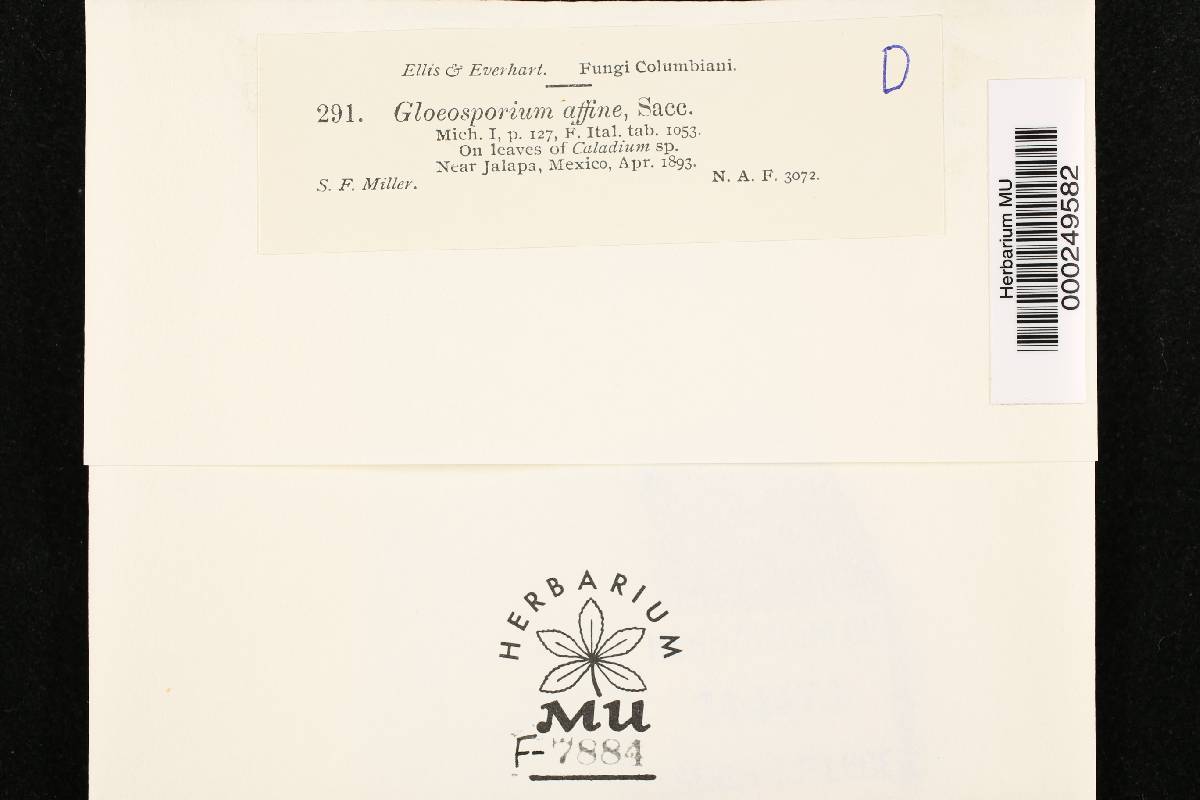 Ellis & Everhart. Fungi Columbiani.
D
291. Gloeosporium affine, Sacc.
Mich. I, p. 127, F. Ital. tab. 1053.
On leaves of Caladium sp.
Near Jalapa, Mexico, Apr. 1893.
S. F. Miller. N. A. F. 3072.
Herbarium MU
000249582
HERBARIUM
MU
F-7884